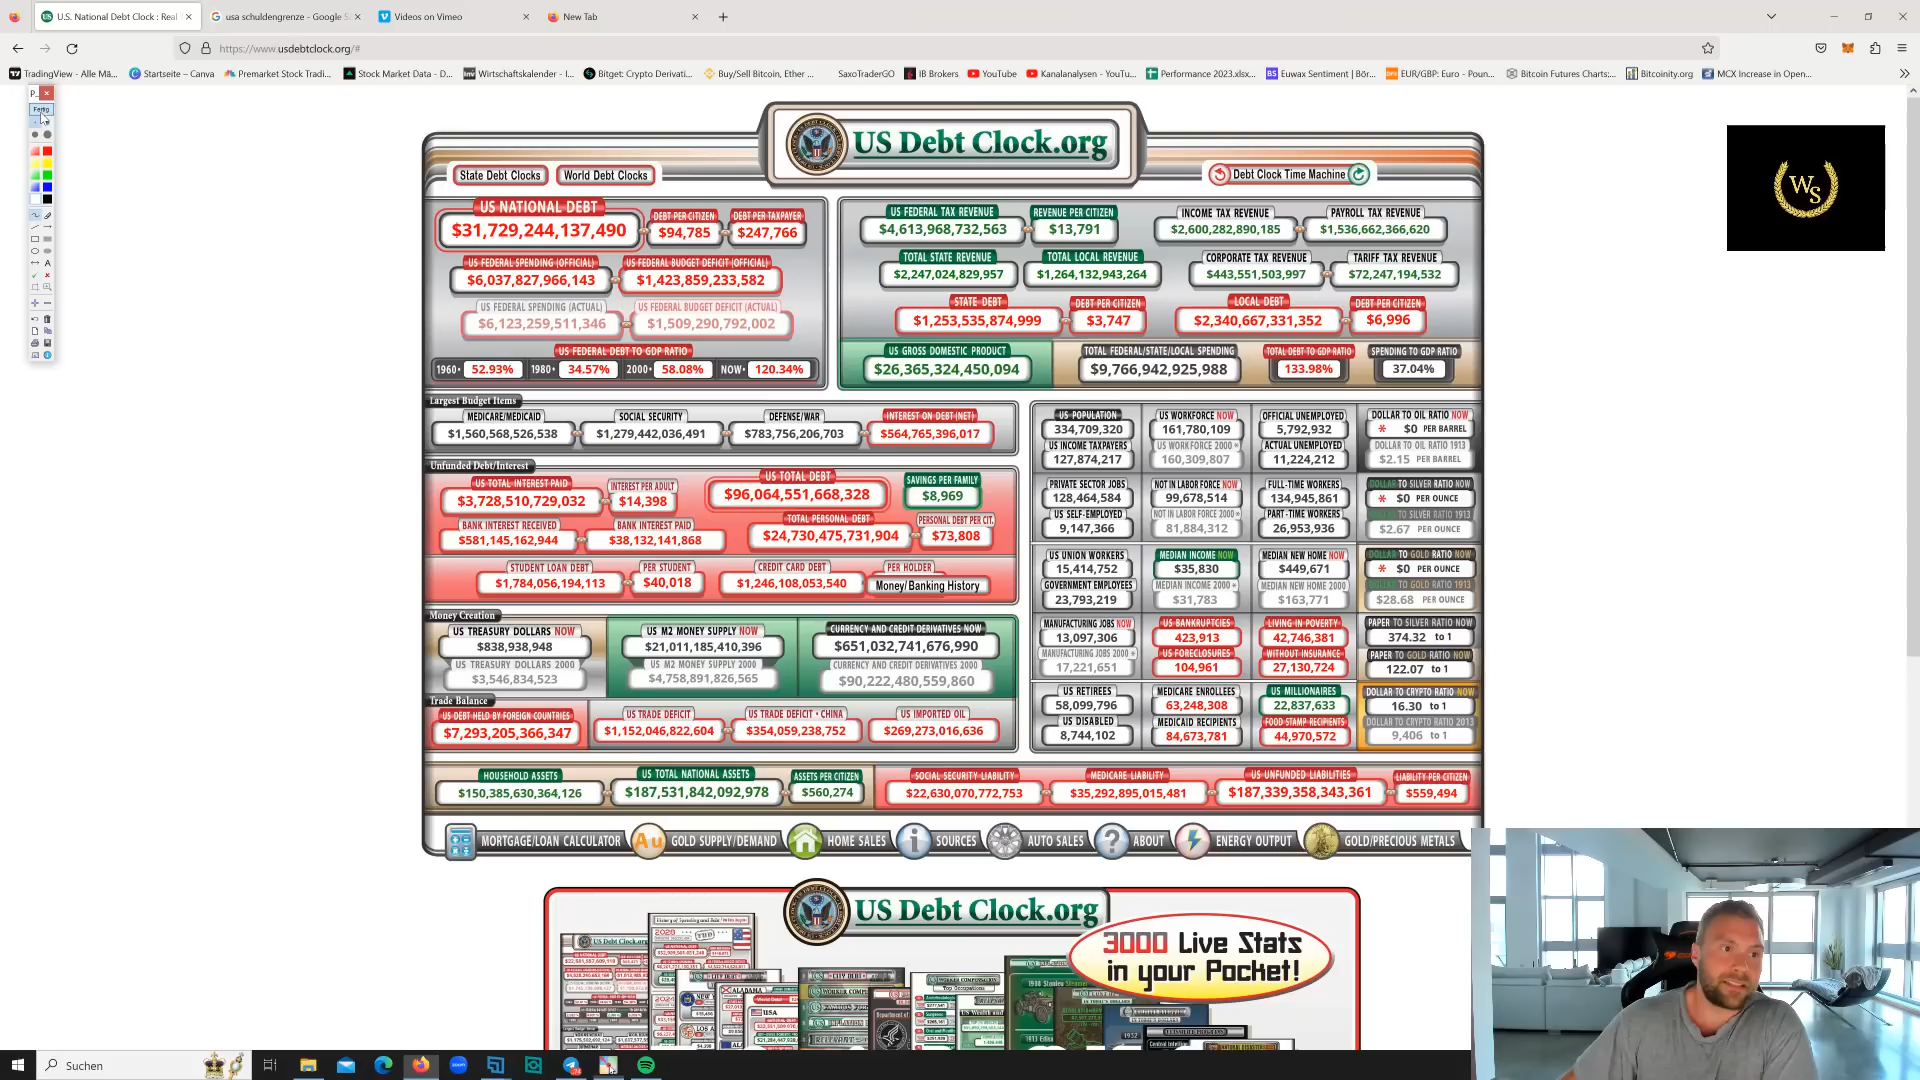 U.S. National Debt Clock : Real
usa schuldengrenze - Google S
Videos on Vimeo
New Tab
https://www.usdebtclock.org/#
TradingView - Alle Mä...
Startseite – Canva
Premarket Stock Tradi...
Stock Market Data - D...
Wirtschaftskalender - I...
Bitget: Crypto Derivati...
Buy/Sell Bitcoin, Ether ...
SaxoTraderGO
IB Brokers
YouTube
Kanalanalysen - YouTu...
Performance 2023.xlsx...
Euwax Sentiment | Bör...
EUR/GBP: Euro - Poun...
Bitcoin Futures Charts:...
Bitcoinity.org
MCX Increase in Open...
P...
Fertig
US Debt Clock.org
State Debt Clocks
World Debt Clocks
Debt Clock Time Machine
WS
US NATIONAL DEBT
$31,729,244,137,490
DEBT PER CITIZEN
$94,785
DEBT PER TAXPAYER
$247,766
US FEDERAL SPENDING (OFFICIAL)
$6,037,827,966,143
US FEDERAL BUDGET DEFICIT (OFFICIAL)
$1,423,859,233,582
US FEDERAL SPENDING (ACTUAL)
$6,123,259,511,346
US FEDERAL BUDGET DEFICIT (ACTUAL)
$1,509,290,792,002
US FEDERAL DEBT TO GDP RATIO
1960• 52.93% 1980• 34.57% 2000• 58.08% NOW• 120.34%
US FEDERAL TAX REVENUE
$4,613,968,732,563
REVENUE PER CITIZEN
$13,791
INCOME TAX REVENUE
$2,600,282,890,185
PAYROLL TAX REVENUE
$1,536,662,366,620
TOTAL STATE REVENUE
$2,247,024,829,957
TOTAL LOCAL REVENUE
$1,264,132,943,264
CORPORATE TAX REVENUE
$443,551,503,997
TARIFF TAX REVENUE
$72,247,194,532
STATE DEBT
$1,253,535,874,999
DEBT PER CITIZEN
$3,747
LOCAL DEBT
$2,340,667,331,352
DEBT PER CITIZEN
$6,996
US GROSS DOMESTIC PRODUCT
$26,365,324,450,094
TOTAL FEDERAL/STATE/LOCAL SPENDING
$9,766,942,925,988
TOTAL DEBT TO GDP RATIO
133.98%
SPENDING TO GDP RATIO
37.04%
Largest Budget Items
MEDICARE/MEDICAID
$1,560,568,526,538
SOCIAL SECURITY
$1,279,442,036,491
DEFENSE/WAR
$783,756,206,703
INTEREST ON DEBT (NET)
$564,765,396,017
Unfunded Debt/Interest
US TOTAL INTEREST PAID
$3,728,510,729,032
INTEREST PER ADULT
$14,398
US TOTAL DEBT
$96,064,551,668,328
SAVINGS PER FAMILY
$8,969
BANK INTEREST RECEIVED
$581,145,162,944
BANK INTEREST PAID
$38,132,141,868
TOTAL PERSONAL DEBT
$24,730,475,731,904
PERSONAL DEBT PER CIT.
$73,808
STUDENT LOAN DEBT
$1,784,056,194,113
PER STUDENT
$40,018
CREDIT CARD DEBT
$1,246,108,053,540
PER HOLDER
Money/Banking History
Money Creation
US TREASURY DOLLARS NOW
$838,938,948
US TREASURY DOLLARS 2000
$3,546,834,523
US M2 MONEY SUPPLY NOW
$21,011,185,410,396
US M2 MONEY SUPPLY 2000
$4,758,891,826,565
CURRENCY AND CREDIT DERIVATIVES NOW
$651,032,741,676,990
CURRENCY AND CREDIT DERIVATIVES 2000
$90,222,480,559,860
Trade Balance
US DEBT HELD BY FOREIGN COUNTRIES
$7,293,205,366,347
US TRADE DEFICIT
$1,152,046,822,604
US TRADE DEFICIT • CHINA
$354,059,238,752
US IMPORTED OIL
$269,273,016,636
US POPULATION
334,709,320
US WORKFORCE NOW
161,780,109
OFFICIAL UNEMPLOYED
5,792,932
DOLLAR TO OIL RATIO NOW
* $0 PER BARREL
US INCOME TAXPAYERS
127,874,217
US WORKFORCE 2000
160,309,807
ACTUAL UNEMPLOYED
11,224,212
DOLLAR TO OIL RATIO 1913
$2.15 PER BARREL
PRIVATE SECTOR JOBS
128,464,584
NOT IN LABOR FORCE NOW
99,678,514
FULL-TIME WORKERS
134,945,861
DOLLAR TO SILVER RATIO NOW
* $0 PER OUNCE
US SELF-EMPLOYED
9,147,366
NOT IN LABOR FORCE 2000
81,884,312
PART-TIME WORKERS
26,953,936
DOLLAR TO SILVER RATIO 1913
$2.67 PER OUNCE
US UNION WORKERS
15,414,752
MEDIAN INCOME NOW
$35,830
MEDIAN NEW HOME NOW
$449,671
DOLLAR TO GOLD RATIO NOW
* $0 PER OUNCE
GOVERNMENT EMPLOYEES
23,793,219
MEDIAN INCOME 2000
$31,783
MEDIAN NEW HOME 2000
$163,771
DOLLAR TO GOLD RATIO 1913
$28.68 PER OUNCE
MANUFACTURING JOBS NOW
13,097,306
US BANKRUPTCIES
423,913
LIVING IN POVERTY
42,746,381
PAPER TO SILVER RATIO NOW
374.32 to 1
MANUFACTURING JOBS 2000
17,221,651
US FORECLOSURES
104,961
WITHOUT INSURANCE
27,130,724
PAPER TO GOLD RATIO NOW
122.07 to 1
US RETIREES
58,099,796
MEDICARE ENROLLEES
63,248,308
US MILLIONAIRES
22,837,633
DOLLAR TO CRYPTO RATIO NOW
16.30 to 1
US DISABLED
8,744,102
MEDICAID RECIPIENTS
84,673,781
FOOD STAMP RECIPIENTS
44,970,572
DOLLAR TO CRYPTO RATIO 2013
9,406 to 1
HOUSEHOLD ASSETS
$150,385,630,364,126
US TOTAL NATIONAL ASSETS
$187,531,842,092,978
ASSETS PER CITIZEN
$560,274
SOCIAL SECURITY LIABILITY
$22,630,070,772,753
MEDICARE LIABILITY
$35,292,895,015,481
US UNFUNDED LIABILITIES
$187,339,358,343,361
LIABILITY PER CITIZEN
$559,494
MORTGAGE/LOAN CALCULATOR
Au GOLD SUPPLY/DEMAND
HOME SALES
SOURCES
AUTO SALES
ABOUT
ENERGY OUTPUT
GOLD/PRECIOUS METALS
US Debt Clock.org
3000 Live Stats
in your Pocket!
Suchen